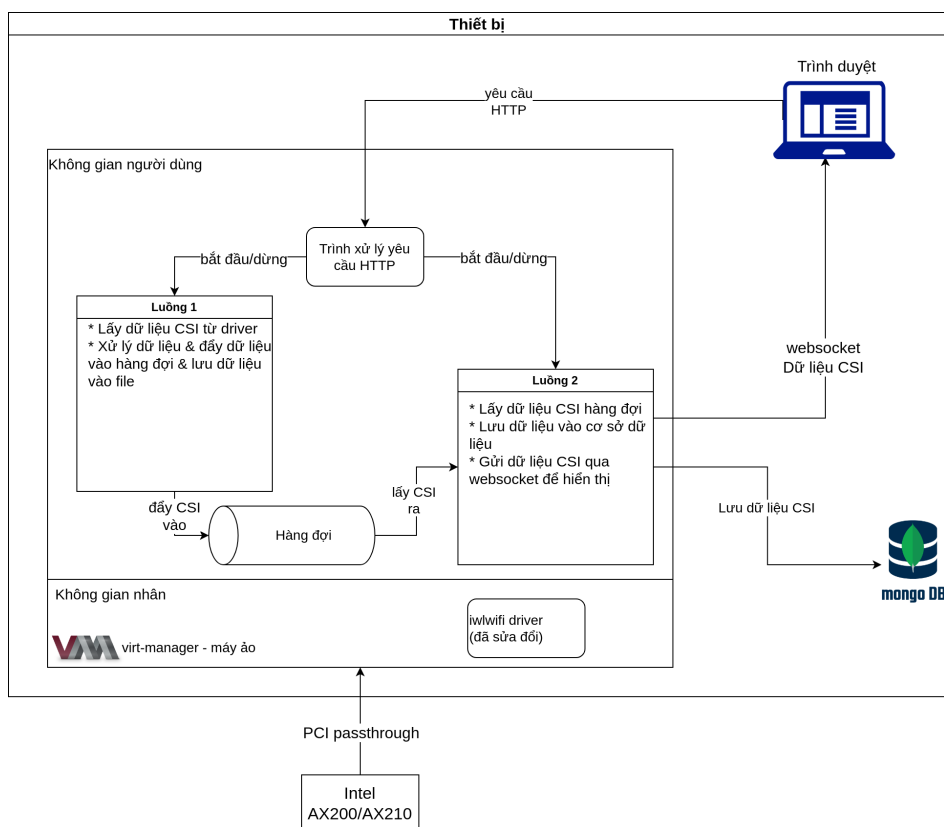 Thiết bị
Trình duyệt
yêu cầu
HTTP
Không gian người dùng
Trình xử lý yêu
cầu HTTP
bắt đầu/dừng
bắt đầu/dừng
Luồng 1
* Lấy dữ liệu CSI từ driver
* Xử lý dữ liệu & đẩy dữ liệu
vào hàng đợi & lưu dữ liệu
vào file
websocket
Dữ liệu CSI
Luồng 2
* Lấy dữ liệu CSI hàng đợi
* Lưu dữ liệu vào cơ sở dữ
liệu
* Gửi dữ liệu CSI qua
websocket để hiển thị
đẩy CSI
vào
Hàng đợi
lấy CSI
ra
Lưu dữ liệu CSI
mongo DB
Không gian nhân
iwlwifi driver
(đã sửa đổi)
VM virt-manager - máy ảo
PCI passthrough
Intel
AX200/AX210